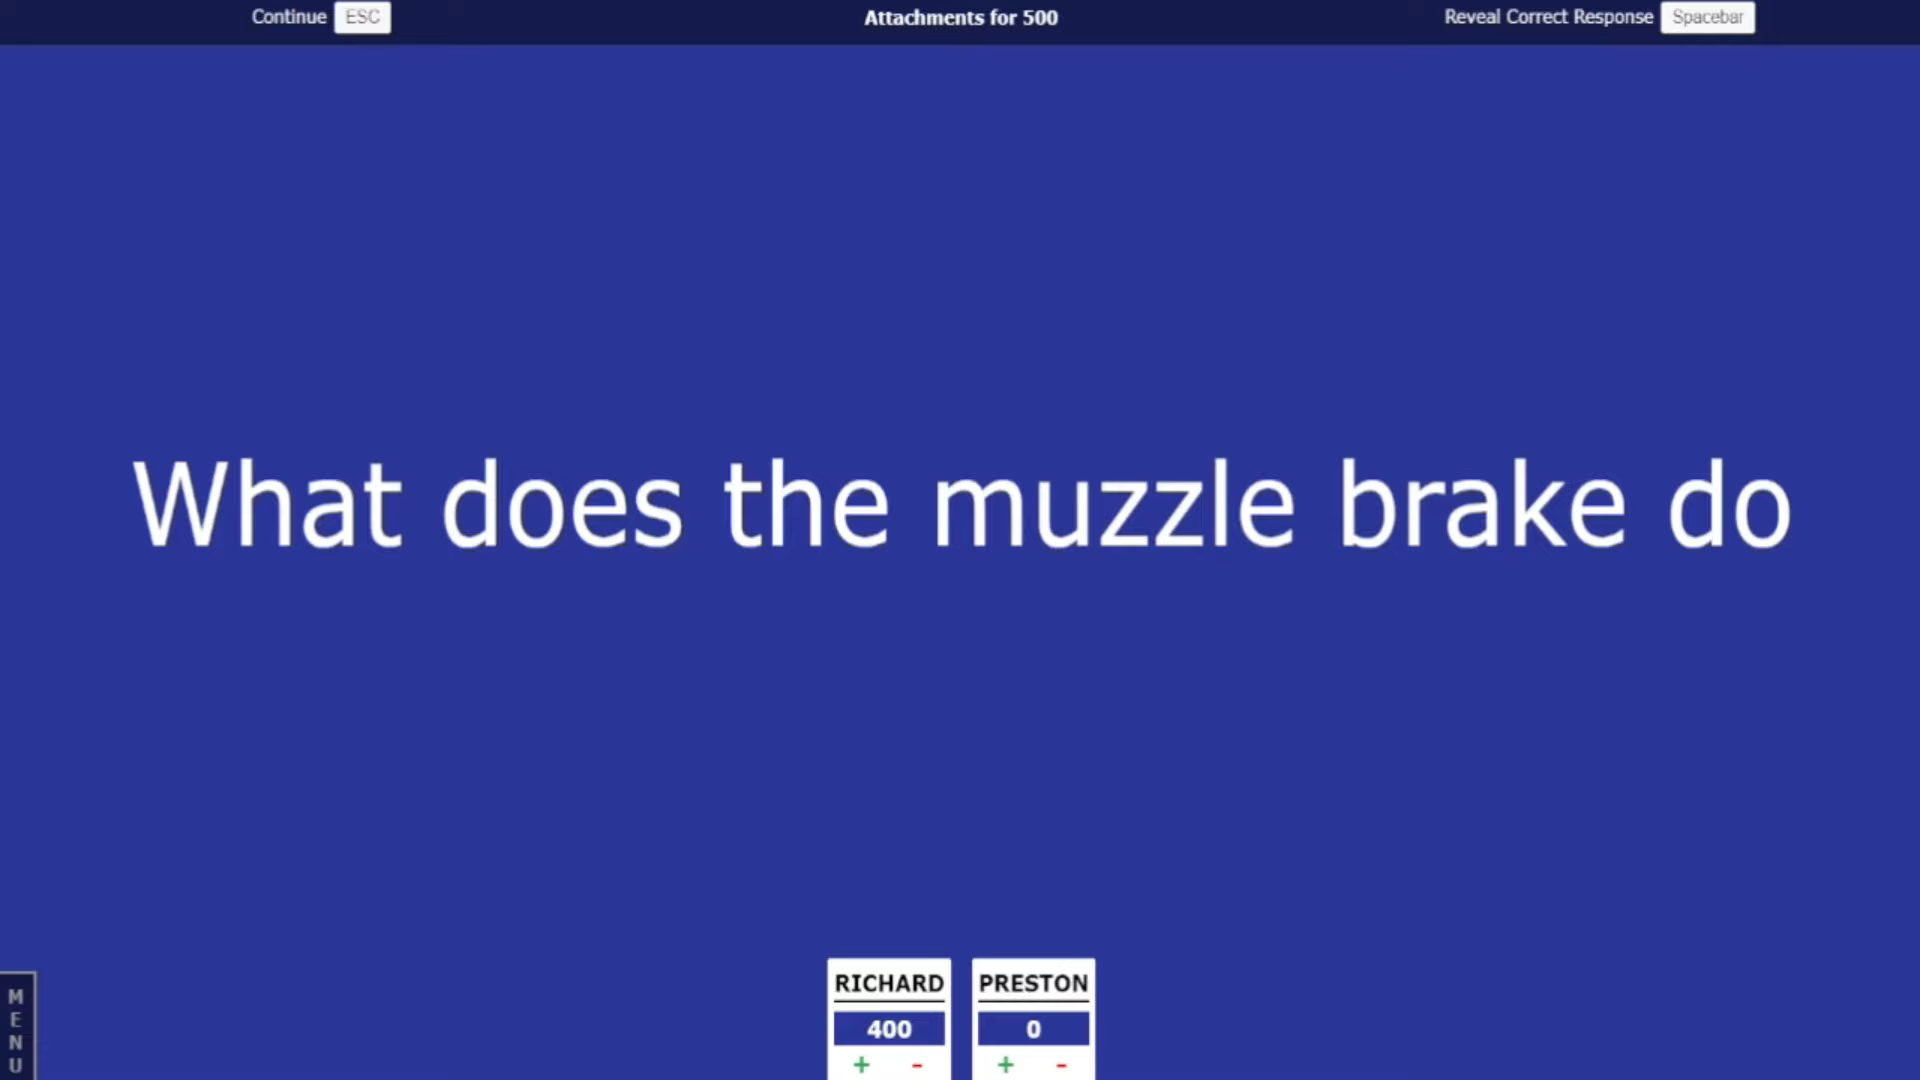 Continue ESC
Attachments for 500
Reveal Correct Response Spacebar
What does the muzzle brake do
MENU
RICHARD
400
+ -
PRESTON
0
+ -